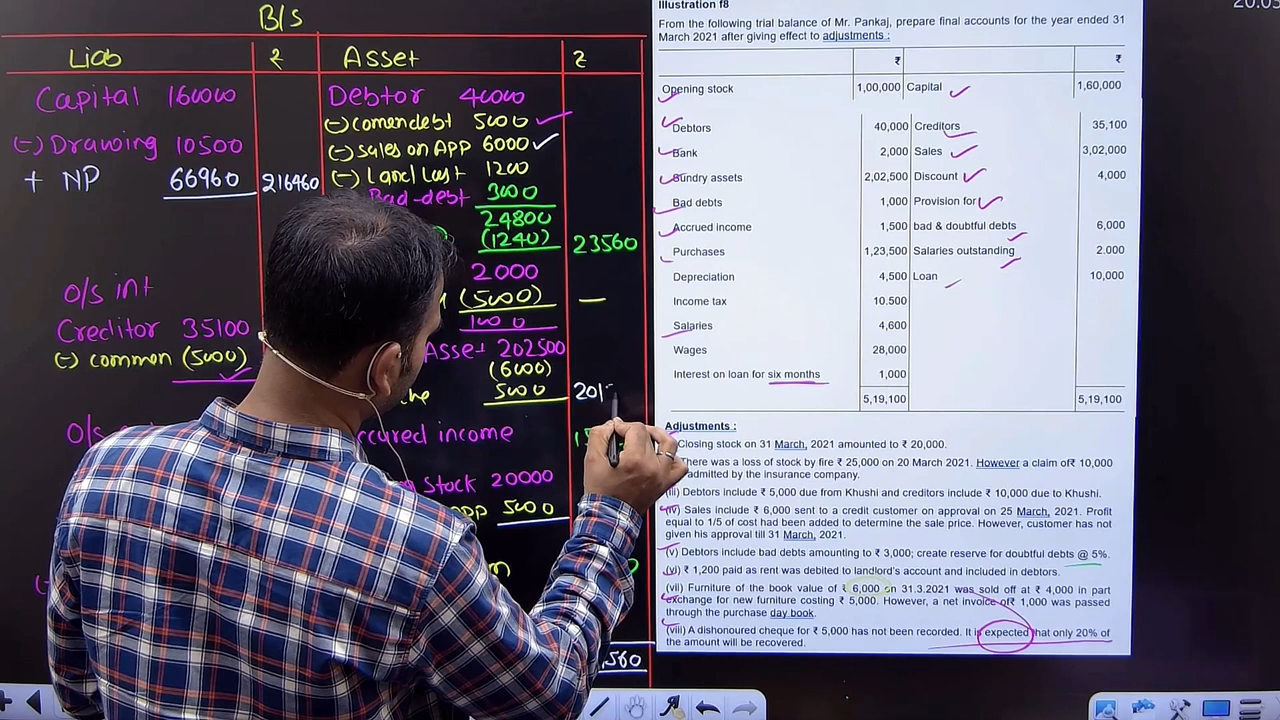 B/S
Liab ₹ Asset ₹
Capital 160000
(-) Drawing 10500
+ NP 66960 216460
O/s int
Creditor 35100
(-) common (5000)
Debtor 40000
(-) comendebt 5000
(-) Sales on APP 6000
(-) Land last 1200
Bad-debt 3000
24800
(1240) 23560
2000
(5000) —
1000
Asset 202500
(6000)
5000 201
income
Stock 20000
5000
Illustration f8
From the following trial balance of Mr. Pankaj, prepare final accounts for the year ended 31
March 2021 after giving effect to adjustments :
₹ ₹
Opening stock 1,00,000 Capital 1,60,000
Debtors 40,000 Creditors 35,100
Bank 2,000 Sales 3,02,000
Sundry assets 2,02,500 Discount 4,000
Bad debts 1,000 Provision for
Accrued income 1,500 bad & doubtful debts 6,000
Purchases 1,23,500 Salaries outstanding 2.000
Depreciation 4,500 Loan 10,000
Income tax 10.500
Salaries 4,600
Wages 28,000
Interest on loan for six months 1,000
5,19,100 5,19,100
Adjustments :
Closing stock on 31 March, 2021 amounted to ₹ 20,000.
There was a loss of stock by fire ₹ 25,000 on 20 March 2021. However a claim of₹ 10,000
admitted by the insurance company.
(iii) Debtors include ₹ 5,000 due from Khushi and creditors include ₹ 10,000 due to Khushi.
(iv) Sales include ₹ 6,000 sent to a credit customer on approval on 25 March, 2021. Profit
equal to 1/5 of cost had been added to determine the sale price. However, customer has not
given his approval till 31 March, 2021.
(v) Debtors include bad debts amounting to ₹ 3,000; create reserve for doubtful debts @ 5%.
(vi) ₹ 1,200 paid as rent was debited to landlord's account and included in debtors.
(vii) Furniture of the book value of ₹ 6,000 on 31.3.2021 was sold off at ₹ 4,000 in part
exchange for new furniture costing ₹ 5,000. However, a net invoice of₹ 1,000 was passed
through the purchase day book.
(viii) A dishonoured cheque for ₹ 5,000 has not been recorded. It is expected that only 20% of
the amount will be recovered.